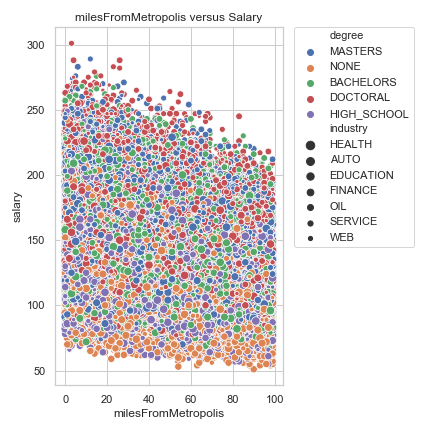 milesFromMetropolis versus Salary
degree
MASTERS
NONE
BACHELORS
DOCTORAL
HIGH_SCHOOL
industry
HEALTH
AUTO
EDUCATION
FINANCE
OIL
SERVICE
WEB
salary
300
250
200
150
100
50
0 20 40 60 80 100
milesFromMetropolis